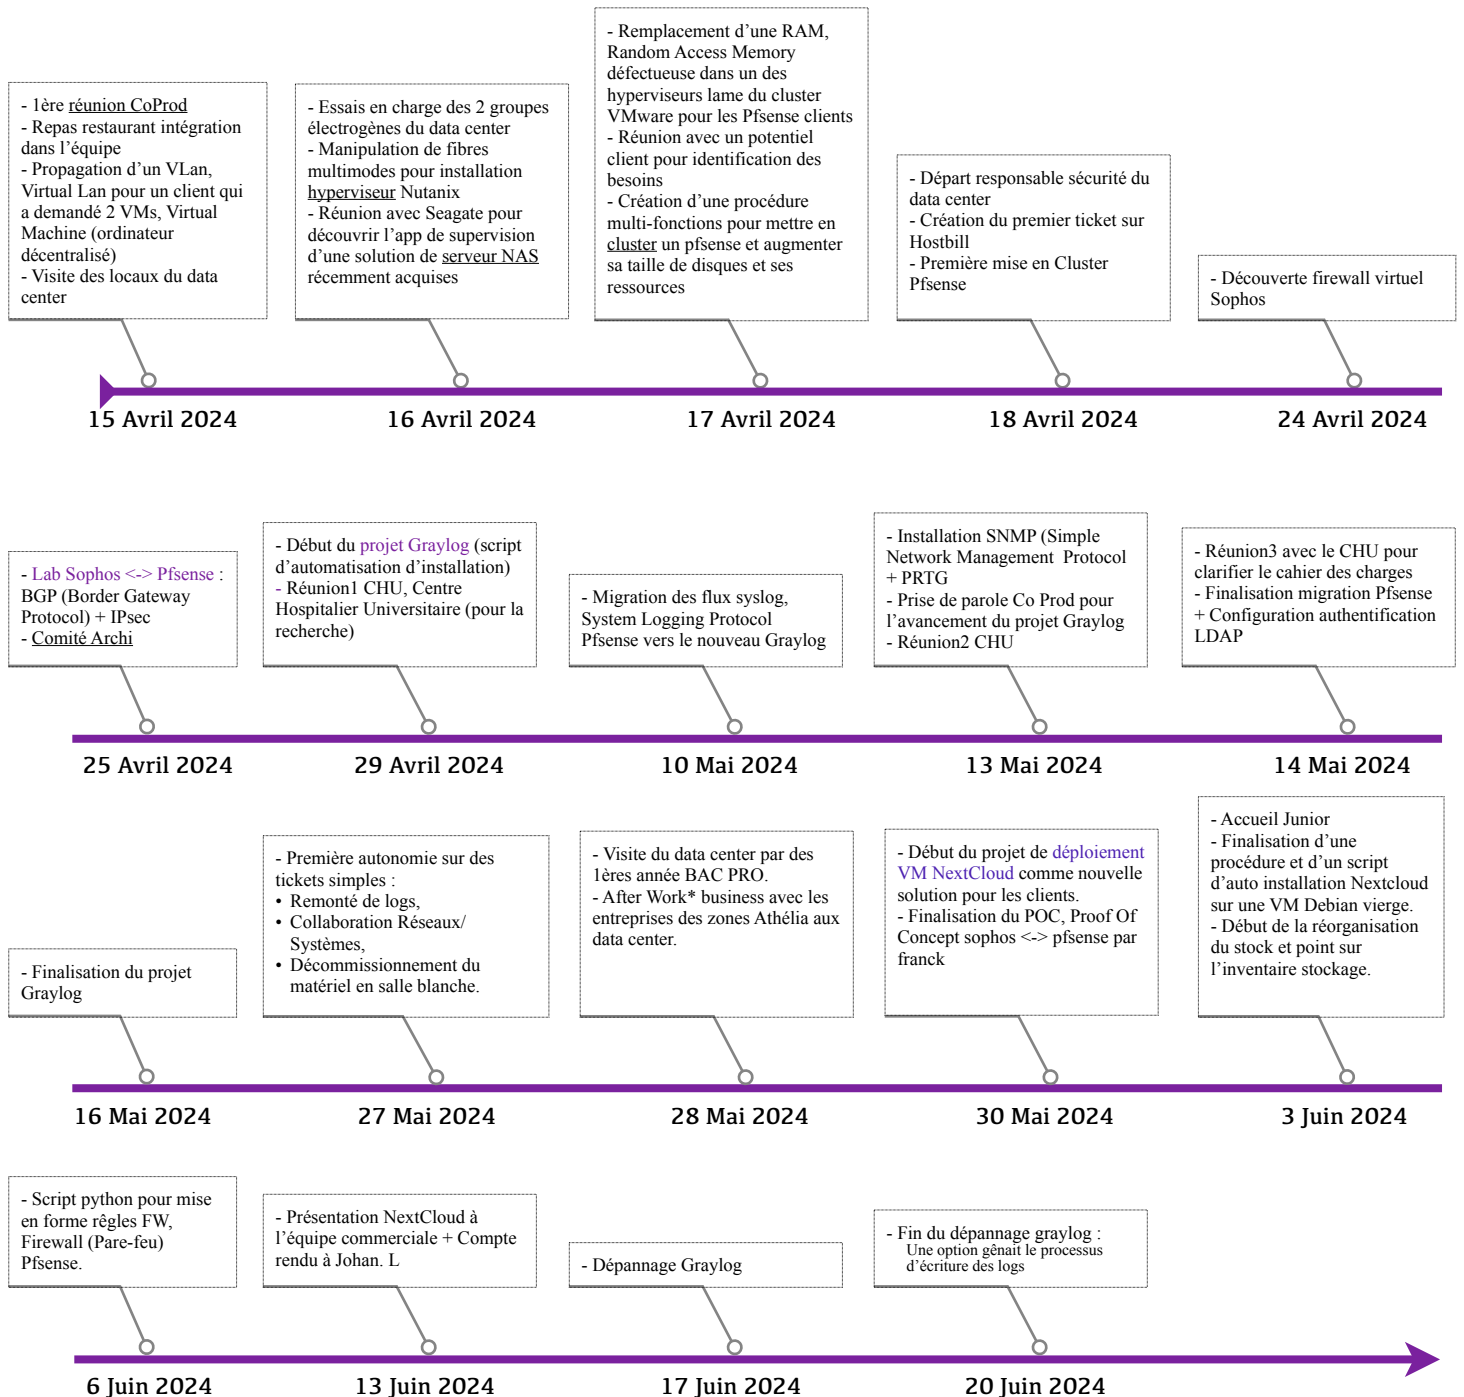 - 1ère réunion CoProd
- Repas restaurant intégration
dans l’équipe
- Propagation d’un VLan,
Virtual Lan pour un client qui
a demandé 2 VMs, Virtual
Machine (ordinateur
décentralisé)
- Visite des locaux du data
center
15 Avril 2024
- Essais en charge des 2 groupes
électrogènes du data center
- Manipulation de fibres
multimodes pour installation
hyperviseur Nutanix
- Réunion avec Seagate pour
découvrir l’app de supervision
d’une solution de serveur NAS
récemment acquises
16 Avril 2024
- Remplacement d’une RAM,
Random Access Memory
défectueuse dans un des
hyperviseurs lame du cluster
VMware pour les Pfsense clients
- Réunion avec un potentiel
client pour identification des
besoins
- Création d’une procédure
multi-fonctions pour mettre en
cluster un pfsense et augmenter
sa taille de disques et ses
ressources
17 Avril 2024
- Départ responsable sécurité du
data center
- Création du premier ticket sur
Hostbill
- Première mise en Cluster
Pfsense
18 Avril 2024
- Découverte firewall virtuel
Sophos
24 Avril 2024
- Lab Sophos <-> Pfsense :
BGP (Border Gateway
Protocol) + IPsec
- Comité Archi
25 Avril 2024
- Début du projet Graylog (script
d’automatisation d’installation)
- Réunion1 CHU, Centre
Hospitalier Universitaire (pour la
recherche)
29 Avril 2024
- Migration des flux syslog,
System Logging Protocol
Pfsense vers le nouveau Graylog
10 Mai 2024
- Installation SNMP (Simple
Network Management Protocol
+ PRTG
- Prise de parole Co Prod pour
l’avancement du projet Graylog
- Réunion2 CHU
13 Mai 2024
- Réunion3 avec le CHU pour
clarifier le cahier des charges
- Finalisation migration Pfsense
+ Configuration authentification
LDAP
14 Mai 2024
- Finalisation du projet
Graylog
16 Mai 2024
- Première autonomie sur des
tickets simples :
• Remonté de logs,
• Collaboration Réseaux/
Systèmes,
• Décommissionnement du
matériel en salle blanche.
27 Mai 2024
- Visite du data center par des
1ères année BAC PRO.
- After Work* business avec les
entreprises des zones Athélia aux
data center.
28 Mai 2024
- Début du projet de déploiement
VM NextCloud comme nouvelle
solution pour les clients.
- Finalisation du POC, Proof Of
Concept sophos <-> pfsense par
franck
30 Mai 2024
- Accueil Junior
- Finalisation d’une
procédure et d’un script
d’auto installation Nextcloud
sur une VM Debian vierge.
- Début de la réorganisation
du stock et point sur
l’inventaire stockage.
3 Juin 2024
- Script python pour mise
en forme rêgles FW,
Firewall (Pare-feu)
Pfsense.
6 Juin 2024
- Présentation NextCloud à
l’équipe commerciale + Compte
rendu à Johan. L
13 Juin 2024
- Dépannage Graylog
17 Juin 2024
- Fin du dépannage graylog :
Une option gênait le processus
d’écriture des logs
20 Juin 2024